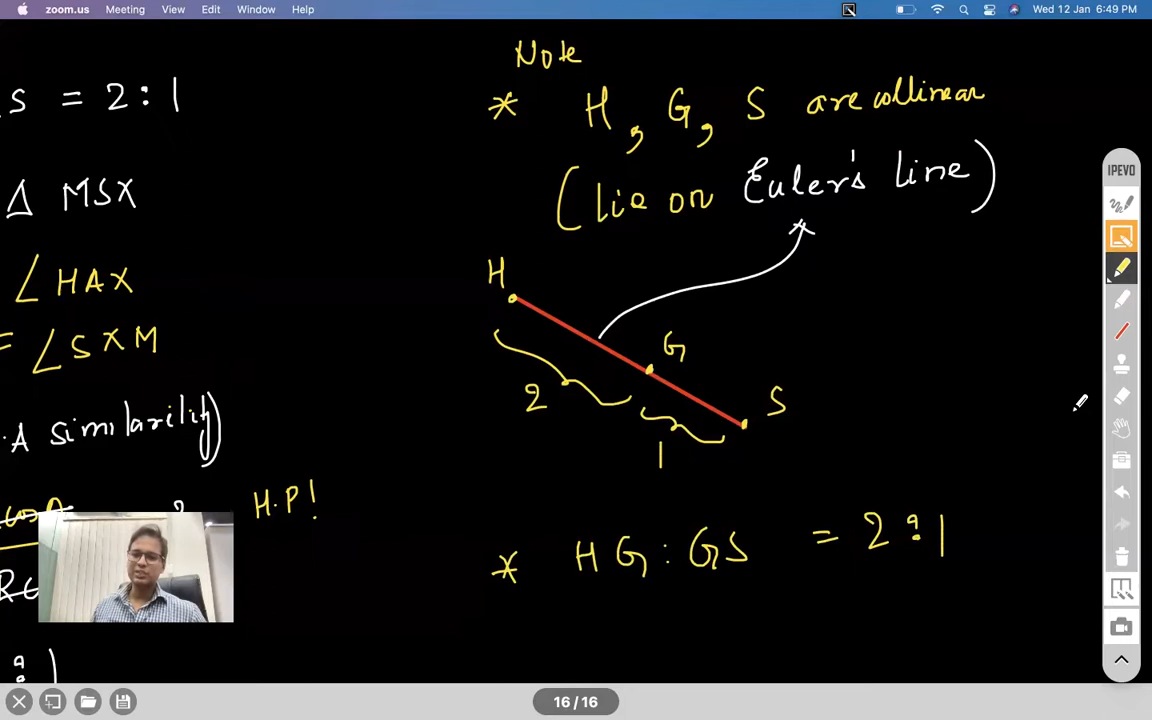 zoom.us Meeting View Edit Window Help Wed 12 Jan 6:49 PM
S = 2:1
Δ MSX
∠HAX
= ∠SXM
A similarity)
H.P!
Note
* H, G, S are collinear
(lie on Euler's line)
H
G
S
2
1
* HG : GS = 2:1
IPEVO
16/16